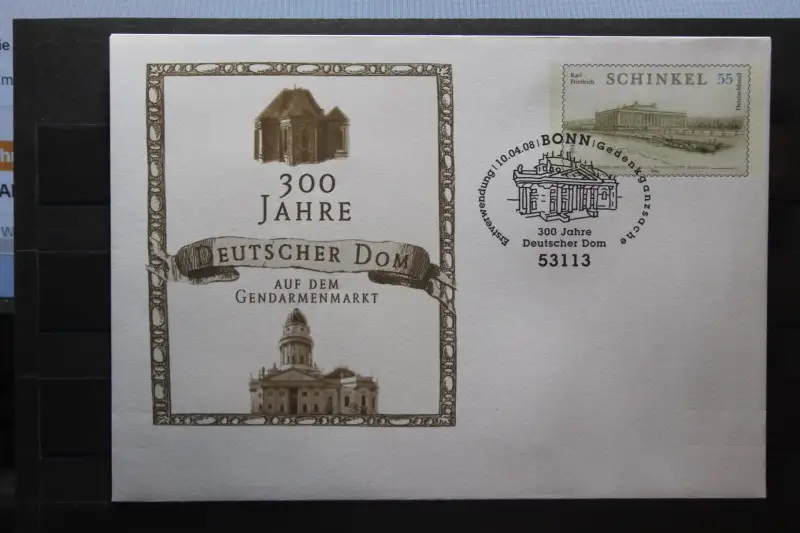 300
JAHRE
DEUTSCHER DOM
AUF DEM
GENDARMENMARKT
Karl
Friedrich
SCHINKEL
55
Deutschland
Erstverwendung | 10.04.08 | BONN | Gedenkganzsache
300 Jahre
Deutscher Dom
53113